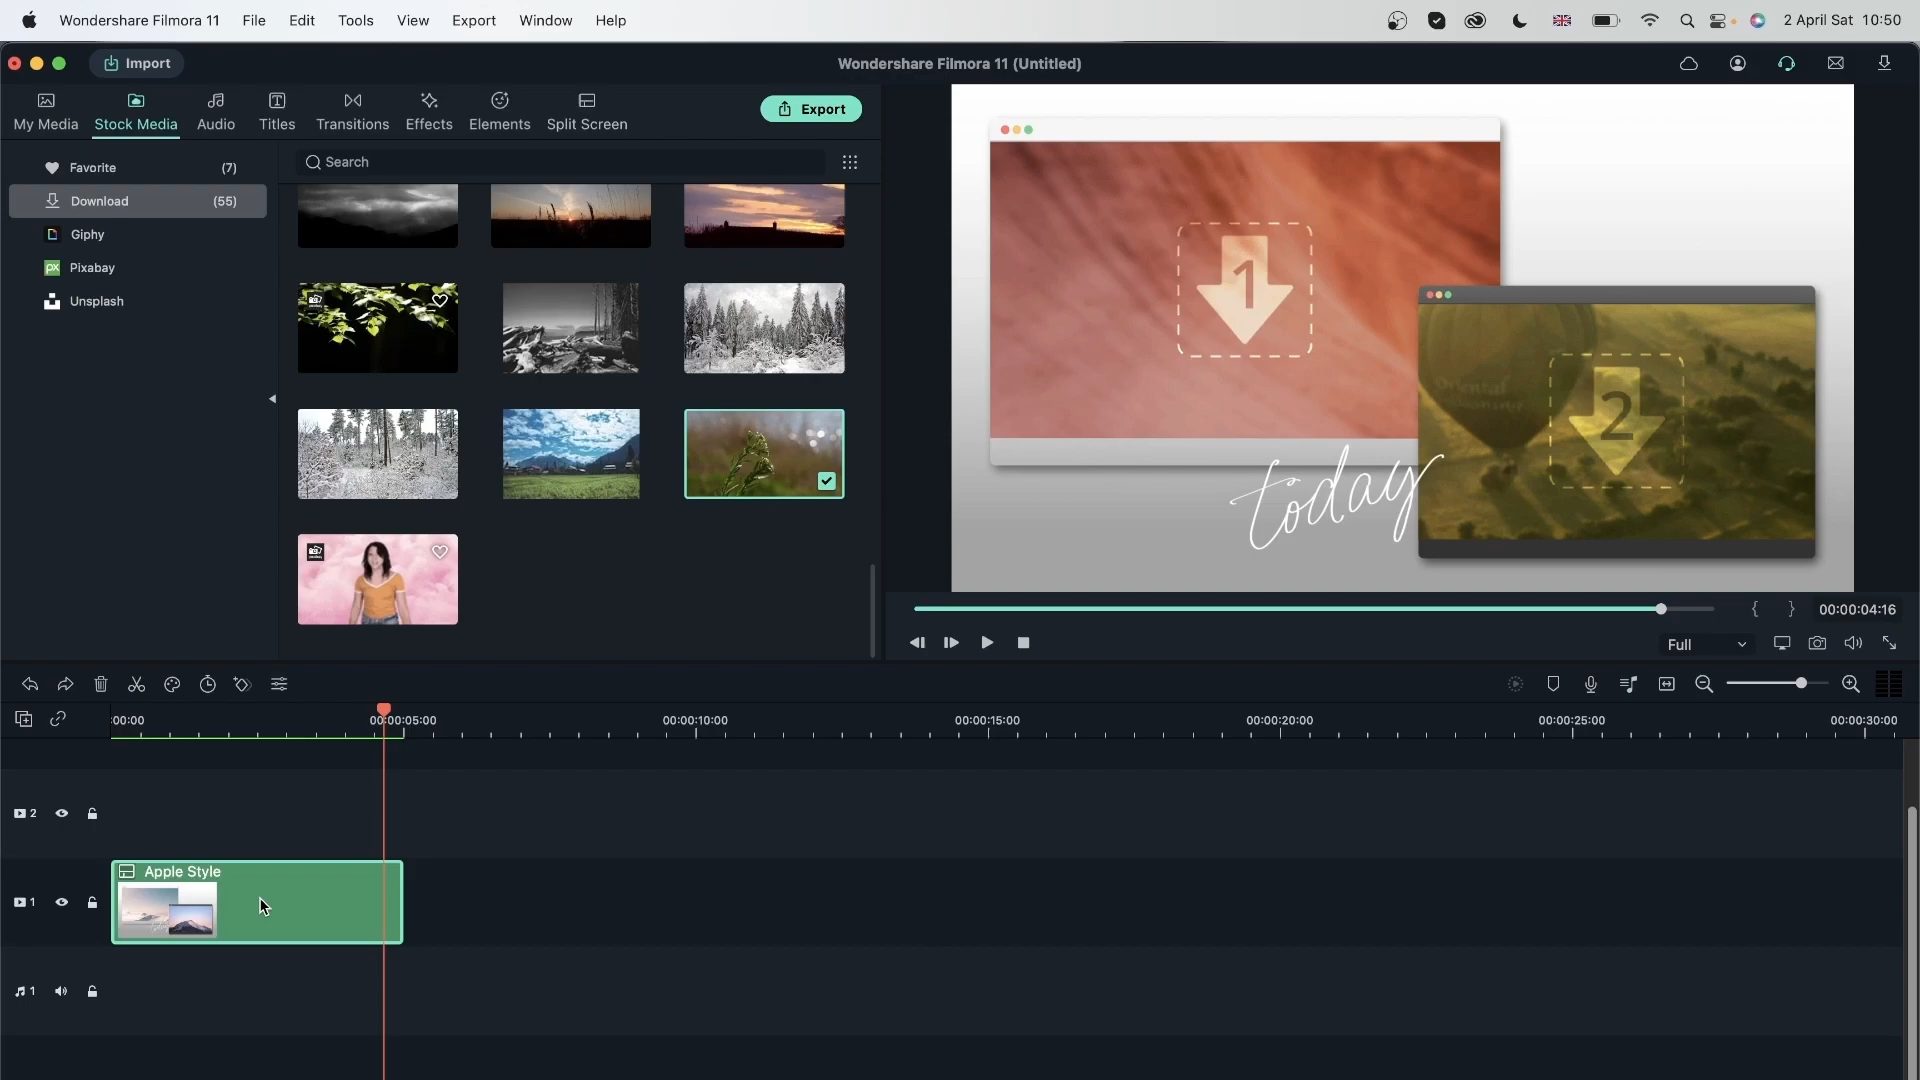 Wondershare Filmora 11 File Edit Tools View Export Window Help 2 April Sat 10:50
Import Wondershare Filmora 11 (Untitled)
My Media Stock Media Audio Titles Transitions Effects Elements Split Screen Export
Favorite (7)
Download (55)
Giphy
Pixabay
Unsplash
Search
1
Oriental
2
today
{ } 00:00:04:16
Full
:00:00 00:00:05:00 00:00:10:00 00:00:15:00 00:00:20:00 00:00:25:00 00:00:30:00
2
Apple Style
1
1